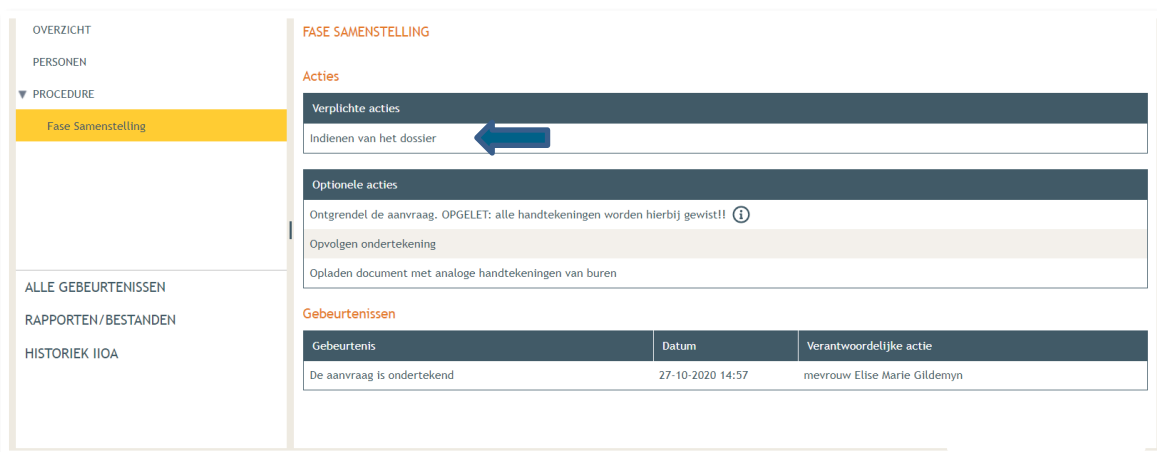 OVERZICHT
PERSONEN
PROCEDURE
Fase Samenstelling
ALLE GEBEURTENISSEN
RAPPORTEN/BESTANDEN
HISTORIEK IIOA
FASE SAMENSTELLING
Acties
Verplichte acties
Indienen van het dossier
Optionele acties
Ontgrendel de aanvraag. OPGELET: alle handtekeningen worden hierbij gewist!!
Opvolgen ondertekening
Opladen document met analoge handtekeningen van buren
Gebeurtenissen
Gebeurtenis Datum Verantwoordelijke actie
De aanvraag is ondertekend 27-10-2020 14:57 mevrouw Elise Marie Gildemyn